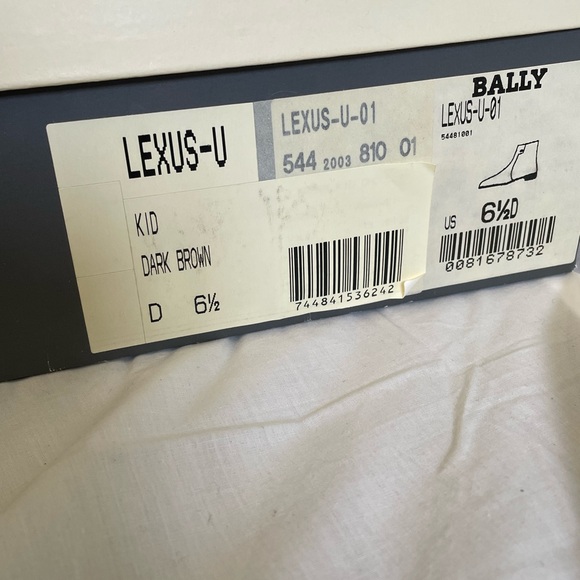 LEXUS-U
KID
DARK BROWN
D 6½
LEXUS-U-01
544 2003 810 01
744841536242
BALLY
LEXUS-U-01
54481001
US 6½D
0081678732